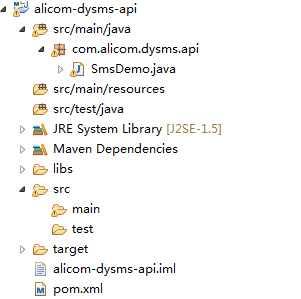 alicom-dysms-api
src/main/java
com.alicom.dysms.api
SmsDemo.java
src/main/resources
src/test/java
JRE System Library [J2SE-1.5]
Maven Dependencies
libs
src
main
test
target
alicom-dysms-api.iml
pom.xml